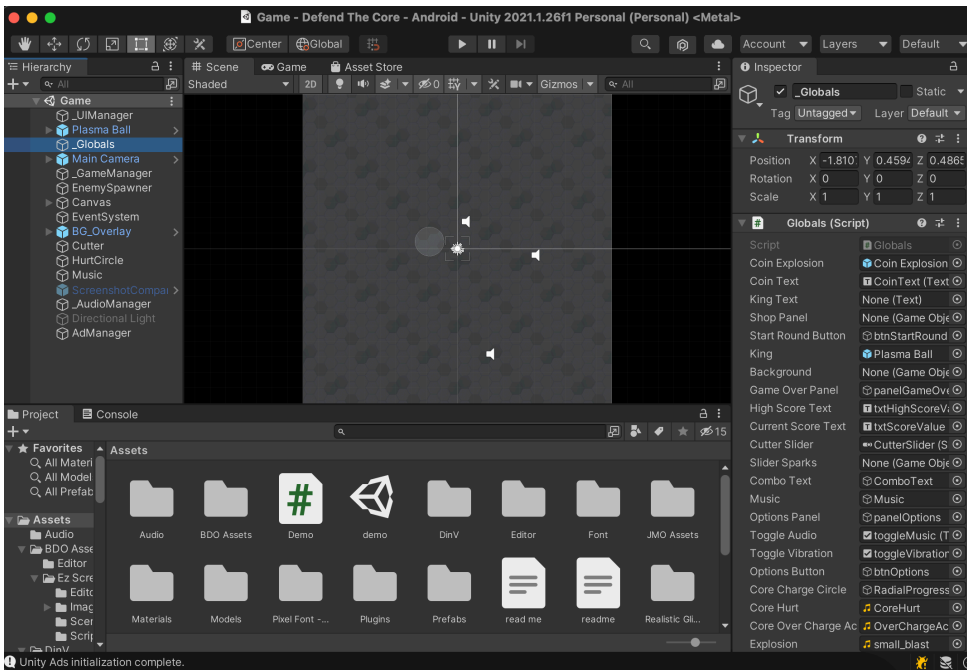 Game - Defend The Core - Android - Unity 2021.1.26f1 Personal (Personal) <Metal>
Center Global Account Layers Default
Hierarchy
All
Game
_UIManager
Plasma Ball
_Globals
Main Camera
_GameManager
EnemySpawner
Canvas
EventSystem
BG_Overlay
Cutter
HurtCircle
Music
ScreenshotCompai
_AudioManager
Directional Light
AdManager
Scene Game Asset Store
Shaded 2D 0 Gizmos All
Inspector
_Globals Static
Tag Untagged Layer Default
Transform
Position X -1.810 Y 0.4594 Z 0.4865
Rotation X 0 Y 0 Z 0
Scale X 1 Y 1 Z 1
Globals (Script)
Script Globals
Coin Explosion Coin Explosion
Coin Text CoinText (Text
King Text None (Text)
Shop Panel None (Game Obje
Start Round Button btnStartRound
King Plasma Ball
Background None (Game Obje
Game Over Panel panelGameOve
High Score Text txtHighScoreV
Current Score Text txtScoreValue
Cutter Slider CutterSlider (S
Slider Sparks None (Game Obje
Combo Text ComboText
Music Music
Options Panel panelOptions
Toggle Audio toggleMusic (T
Toggle Vibration toggleVibration
Options Button btnOptions
Core Charge Circle RadialProgress
Core Hurt CoreHurt
Core Over Charge Ac OverChargeAc
Explosion small_blast
Project Console
15
Favorites
All Materi
All Model
All Prefab
Assets
Audio
BDO Asse
Editor
Ez Scre
Edito
Imag
Scen
Scrip
DinV
Assets
Audio BDO Assets Demo demo DinV Editor Font JMO Assets
Materials Models Pixel Font -... Plugins Prefabs read me readme Realistic Gli...
Unity Ads initialization complete.